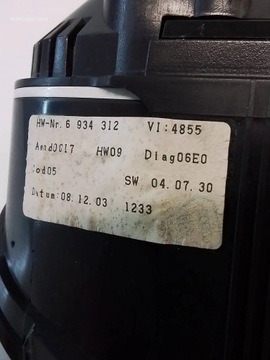 HW-Nr. 6 934 312 VI:4855
Aend0017 HW09 Diag06E0
Cod05 SW 04.07.30
Datum:08.12.03 1233